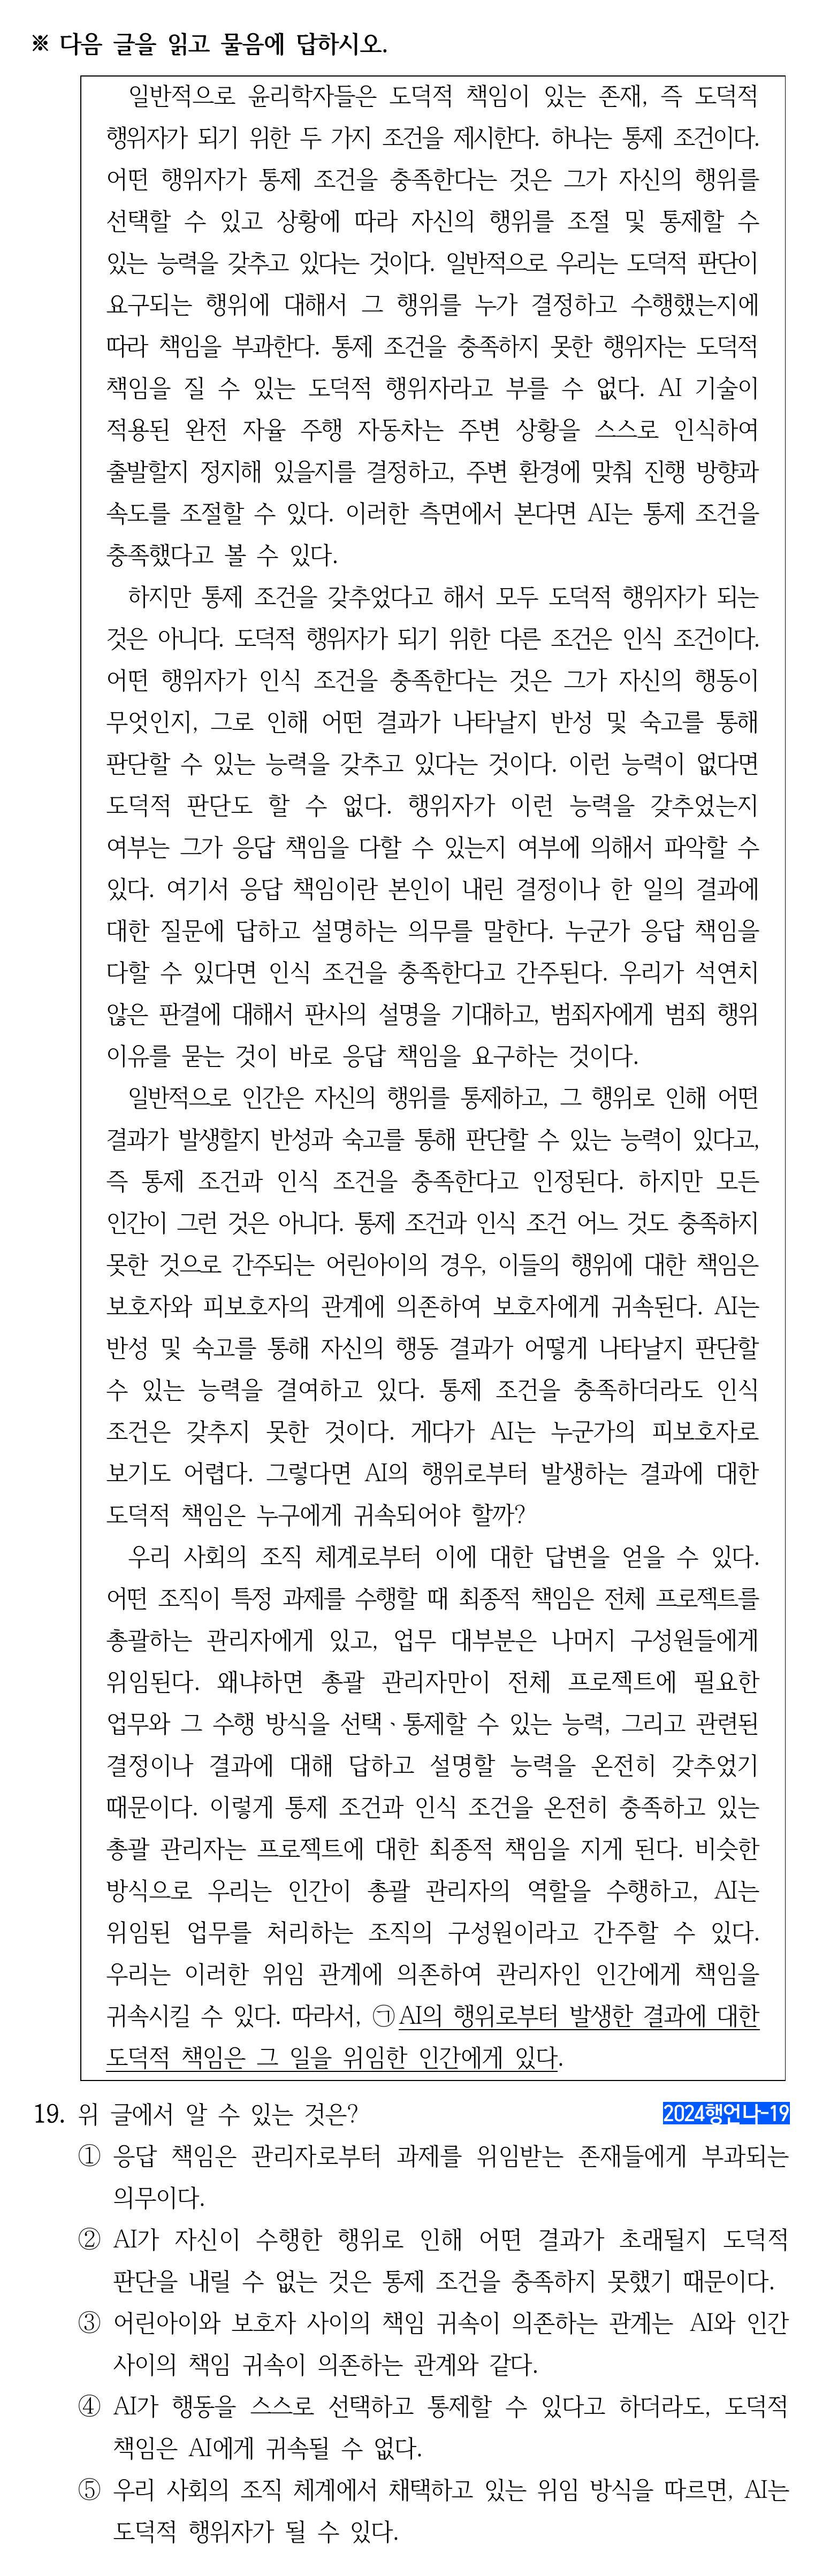 ※ 다음 글을 읽고 물음에 답하시오.
일반적으로 윤리학자들은 도덕적 책임이 있는 존재, 즉 도덕적
행위자가 되기 위한 두 가지 조건을 제시한다. 하나는 통제 조건이다.
어떤 행위자가 통제 조건을 충족한다는 것은 그가 자신의 행위를
선택할 수 있고 상황에 따라 자신의 행위를 조절 및 통제할 수
있는 능력을 갖추고 있다는 것이다. 일반적으로 우리는 도덕적 판단이
요구되는 행위에 대해서 그 행위를 누가 결정하고 수행했는지에
따라 책임을 부과한다. 통제 조건을 충족하지 못한 행위자는 도덕적
책임을 질 수 있는 도덕적 행위자라고 부를 수 없다. AI 기술이
적용된 완전 자율 주행 자동차는 주변 상황을 스스로 인식하여
출발할지 정지해 있을지를 결정하고, 주변 환경에 맞춰 진행 방향과
속도를 조절할 수 있다. 이러한 측면에서 본다면 AI는 통제 조건을
충족했다고 볼 수 있다.
하지만 통제 조건을 갖추었다고 해서 모두 도덕적 행위자가 되는
것은 아니다. 도덕적 행위자가 되기 위한 다른 조건은 인식 조건이다.
어떤 행위자가 인식 조건을 충족한다는 것은 그가 자신의 행동이
무엇인지, 그로 인해 어떤 결과가 나타날지 반성 및 숙고를 통해
판단할 수 있는 능력을 갖추고 있다는 것이다. 이런 능력이 없다면
도덕적 판단도 할 수 없다. 행위자가 이런 능력을 갖추었는지
여부는 그가 응답 책임을 다할 수 있는지 여부에 의해서 파악할 수
있다. 여기서 응답 책임이란 본인이 내린 결정이나 한 일의 결과에
대한 질문에 답하고 설명하는 의무를 말한다. 누군가 응답 책임을
다할 수 있다면 인식 조건을 충족한다고 간주된다. 우리가 석연치
않은 판결에 대해서 판사의 설명을 기대하고, 범죄자에게 범죄 행위
이유를 묻는 것이 바로 응답 책임을 요구하는 것이다.
일반적으로 인간은 자신의 행위를 통제하고, 그 행위로 인해 어떤
결과가 발생할지 반성과 숙고를 통해 판단할 수 있는 능력이 있다고,
즉 통제 조건과 인식 조건을 충족한다고 인정된다. 하지만 모든
인간이 그런 것은 아니다. 통제 조건과 인식 조건 어느 것도 충족하지
못한 것으로 간주되는 어린아이의 경우, 이들의 행위에 대한 책임은
보호자와 피보호자의 관계에 의존하여 보호자에게 귀속된다. AI는
반성 및 숙고를 통해 자신의 행동 결과가 어떻게 나타날지 판단할
수 있는 능력을 결여하고 있다. 통제 조건을 충족하더라도 인식
조건은 갖추지 못한 것이다. 게다가 AI는 누군가의 피보호자로
보기도 어렵다. 그렇다면 AI의 행위로부터 발생하는 결과에 대한
도덕적 책임은 누구에게 귀속되어야 할까?
우리 사회의 조직 체계로부터 이에 대한 답변을 얻을 수 있다.
어떤 조직이 특정 과제를 수행할 때 최종적 책임은 전체 프로젝트를
총괄하는 관리자에게 있고, 업무 대부분은 나머지 구성원들에게
위임된다. 왜냐하면 총괄 관리자만이 전체 프로젝트에 필요한
업무와 그 수행 방식을 선택ㆍ통제할 수 있는 능력, 그리고 관련된
결정이나 결과에 대해 답하고 설명할 능력을 온전히 갖추었기
때문이다. 이렇게 통제 조건과 인식 조건을 온전히 충족하고 있는
총괄 관리자는 프로젝트에 대한 최종적 책임을 지게 된다. 비슷한
방식으로 우리는 인간이 총괄 관리자의 역할을 수행하고, AI는
위임된 업무를 처리하는 조직의 구성원이라고 간주할 수 있다.
우리는 이러한 위임 관계에 의존하여 관리자인 인간에게 책임을
귀속시킬 수 있다. 따라서, ㉠AI의 행위로부터 발생한 결과에 대한
도덕적 책임은 그 일을 위임한 인간에게 있다.
19. 위 글에서 알 수 있는 것은? 2024행언나-19
① 응답 책임은 관리자로부터 과제를 위임받는 존재들에게 부과되는
의무이다.
② AI가 자신이 수행한 행위로 인해 어떤 결과가 초래될지 도덕적
판단을 내릴 수 없는 것은 통제 조건을 충족하지 못했기 때문이다.
③ 어린아이와 보호자 사이의 책임 귀속이 의존하는 관계는 AI와 인간
사이의 책임 귀속이 의존하는 관계와 같다.
④ AI가 행동을 스스로 선택하고 통제할 수 있다고 하더라도, 도덕적
책임은 AI에게 귀속될 수 없다.
⑤ 우리 사회의 조직 체계에서 채택하고 있는 위임 방식을 따르면, AI는
도덕적 행위자가 될 수 있다.